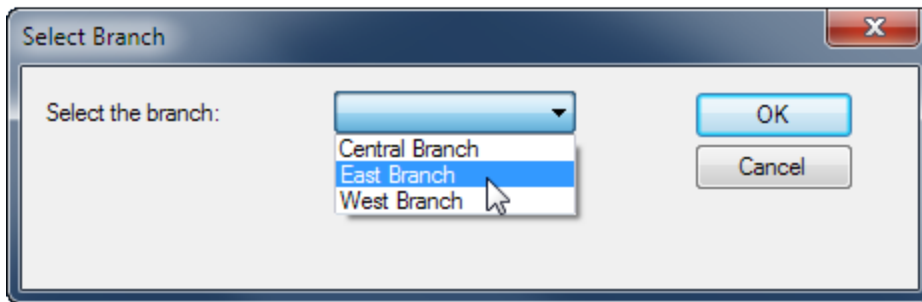 Select Branch
Select the branch:
OK
Central Branch
East Branch
Cancel
West Branch